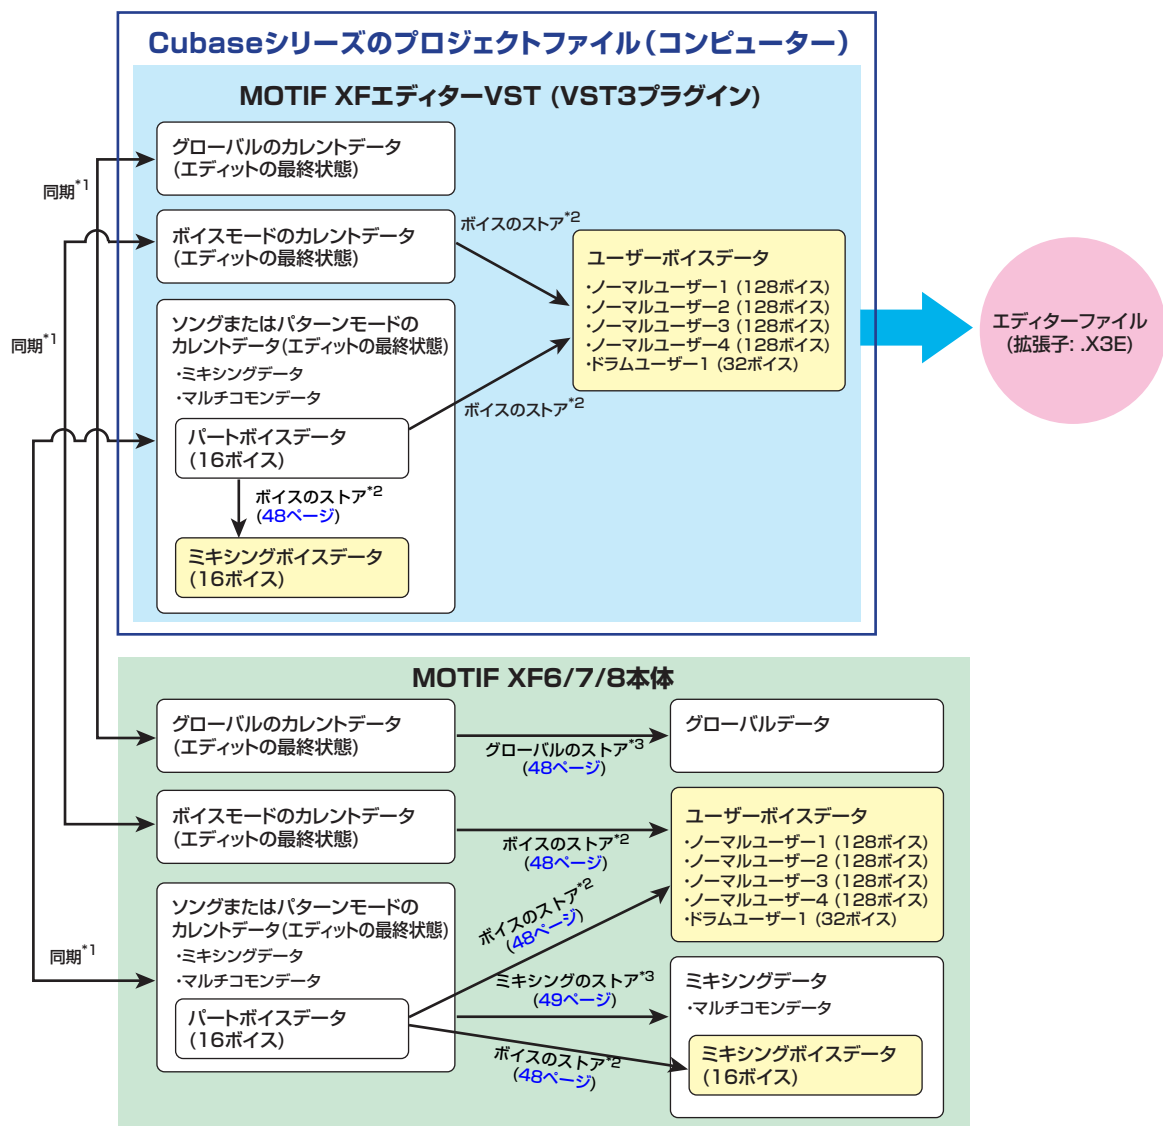 Cubaseシリーズのプロジェクトファイル（コンピューター）
MOTIF XFエディターVST (VST3プラグイン)
グローバルのカレントデータ
(エディットの最終状態)
同期*1
ボイスモードのカレントデータ
(エディットの最終状態)
ボイスのストア*2
ユーザーボイスデータ
・ノーマルユーザー1 (128ボイス)
・ノーマルユーザー2 (128ボイス)
・ノーマルユーザー3 (128ボイス)
・ノーマルユーザー4 (128ボイス)
・ドラムユーザー1 (32ボイス)
エディターファイル
(拡張子: .X3E)
同期*1
ソングまたはパターンモードの
カレントデータ(エディットの最終状態)
・ミキシングデータ
・マルチコモンデータ
ボイスのストア*2
パートボイスデータ
(16ボイス)
ボイスのストア*2
(48ページ)
ミキシングボイスデータ
(16ボイス)
MOTIF XF6/7/8本体
グローバルのカレントデータ
(エディットの最終状態)
グローバルのストア*3
(48ページ)
グローバルデータ
ボイスモードのカレントデータ
(エディットの最終状態)
ボイスのストア*2
(48ページ)
ユーザーボイスデータ
・ノーマルユーザー1 (128ボイス)
・ノーマルユーザー2 (128ボイス)
・ノーマルユーザー3 (128ボイス)
・ノーマルユーザー4 (128ボイス)
・ドラムユーザー1 (32ボイス)
ソングまたはパターンモードの
カレントデータ(エディットの最終状態)
・ミキシングデータ
・マルチコモンデータ
同期*1
ボイスのストア*2
(48ページ)
パートボイスデータ
(16ボイス)
ミキシングのストア*3
(49ページ)
ミキシングデータ
・マルチコモンデータ
ボイスのストア*2
(48ページ)
ミキシングボイスデータ
(16ボイス)